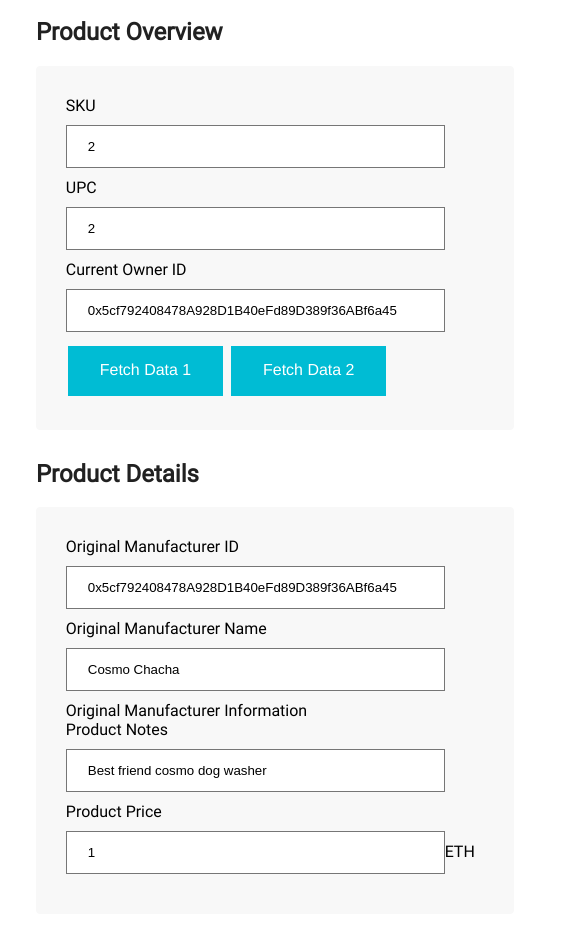 Product Overview
SKU
2
UPC
2
Current Owner ID
0x5cf792408478A928D1B40eFd89D389f36ABf6a45
Fetch Data 1 Fetch Data 2
Product Details
Original Manufacturer ID
0x5cf792408478A928D1B40eFd89D389f36ABf6a45
Original Manufacturer Name
Cosmo Chacha
Original Manufacturer Information
Product Notes
Best friend cosmo dog washer
Product Price
1 ETH